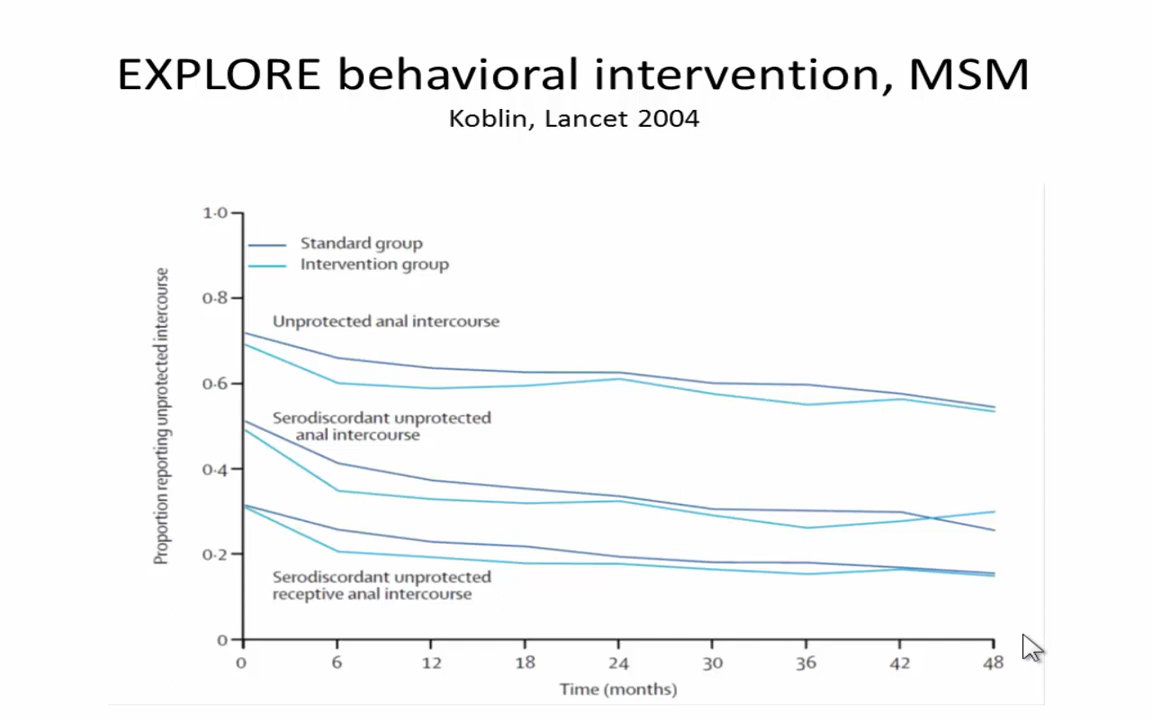 EXPLORE behavioral intervention, MSM
Koblin, Lancet 2004
1·0
Standard group
Intervention group
0·8
Unprotected anal intercourse
0·6
Serodiscordant unprotected
anal intercourse
0·4
0·2
Serodiscordant unprotected
receptive anal intercourse
0
Proportion reporting unprotected intercourse
0 6 12 18 24 30 36 42 48
Time (months)